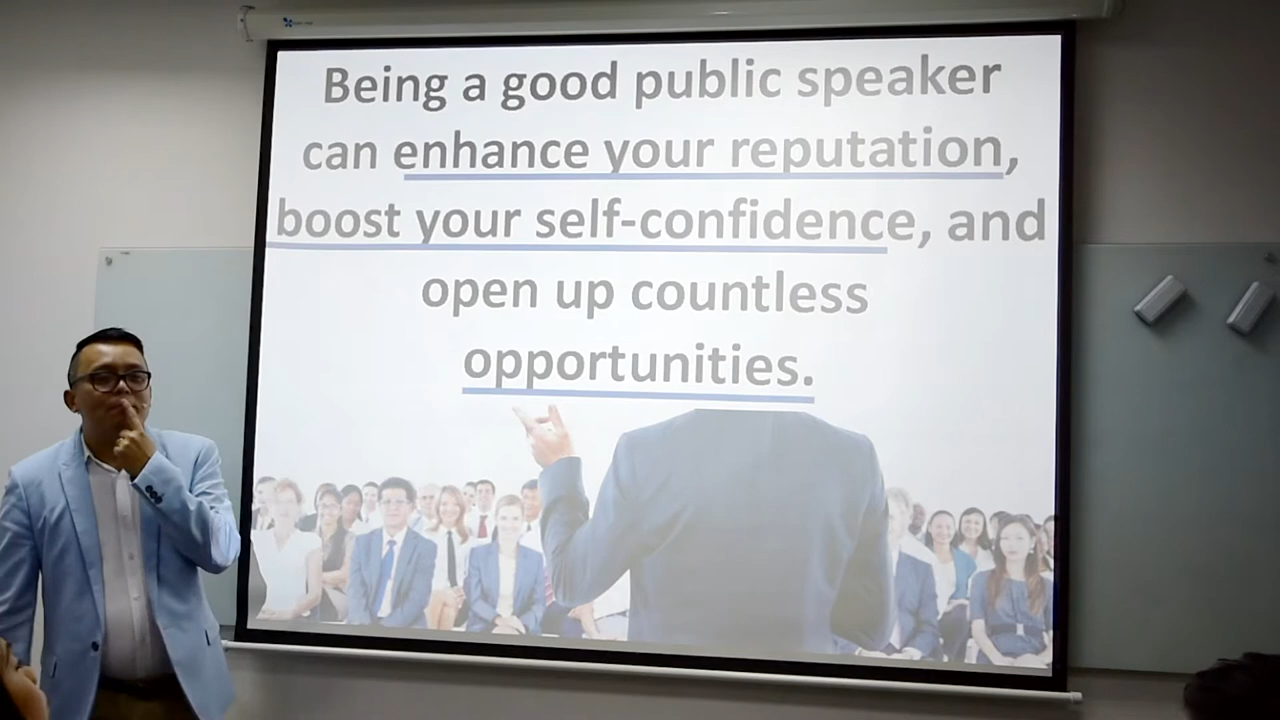 Being a good public speaker
can enhance your reputation,
boost your self-confidence, and
open up countless
opportunities.